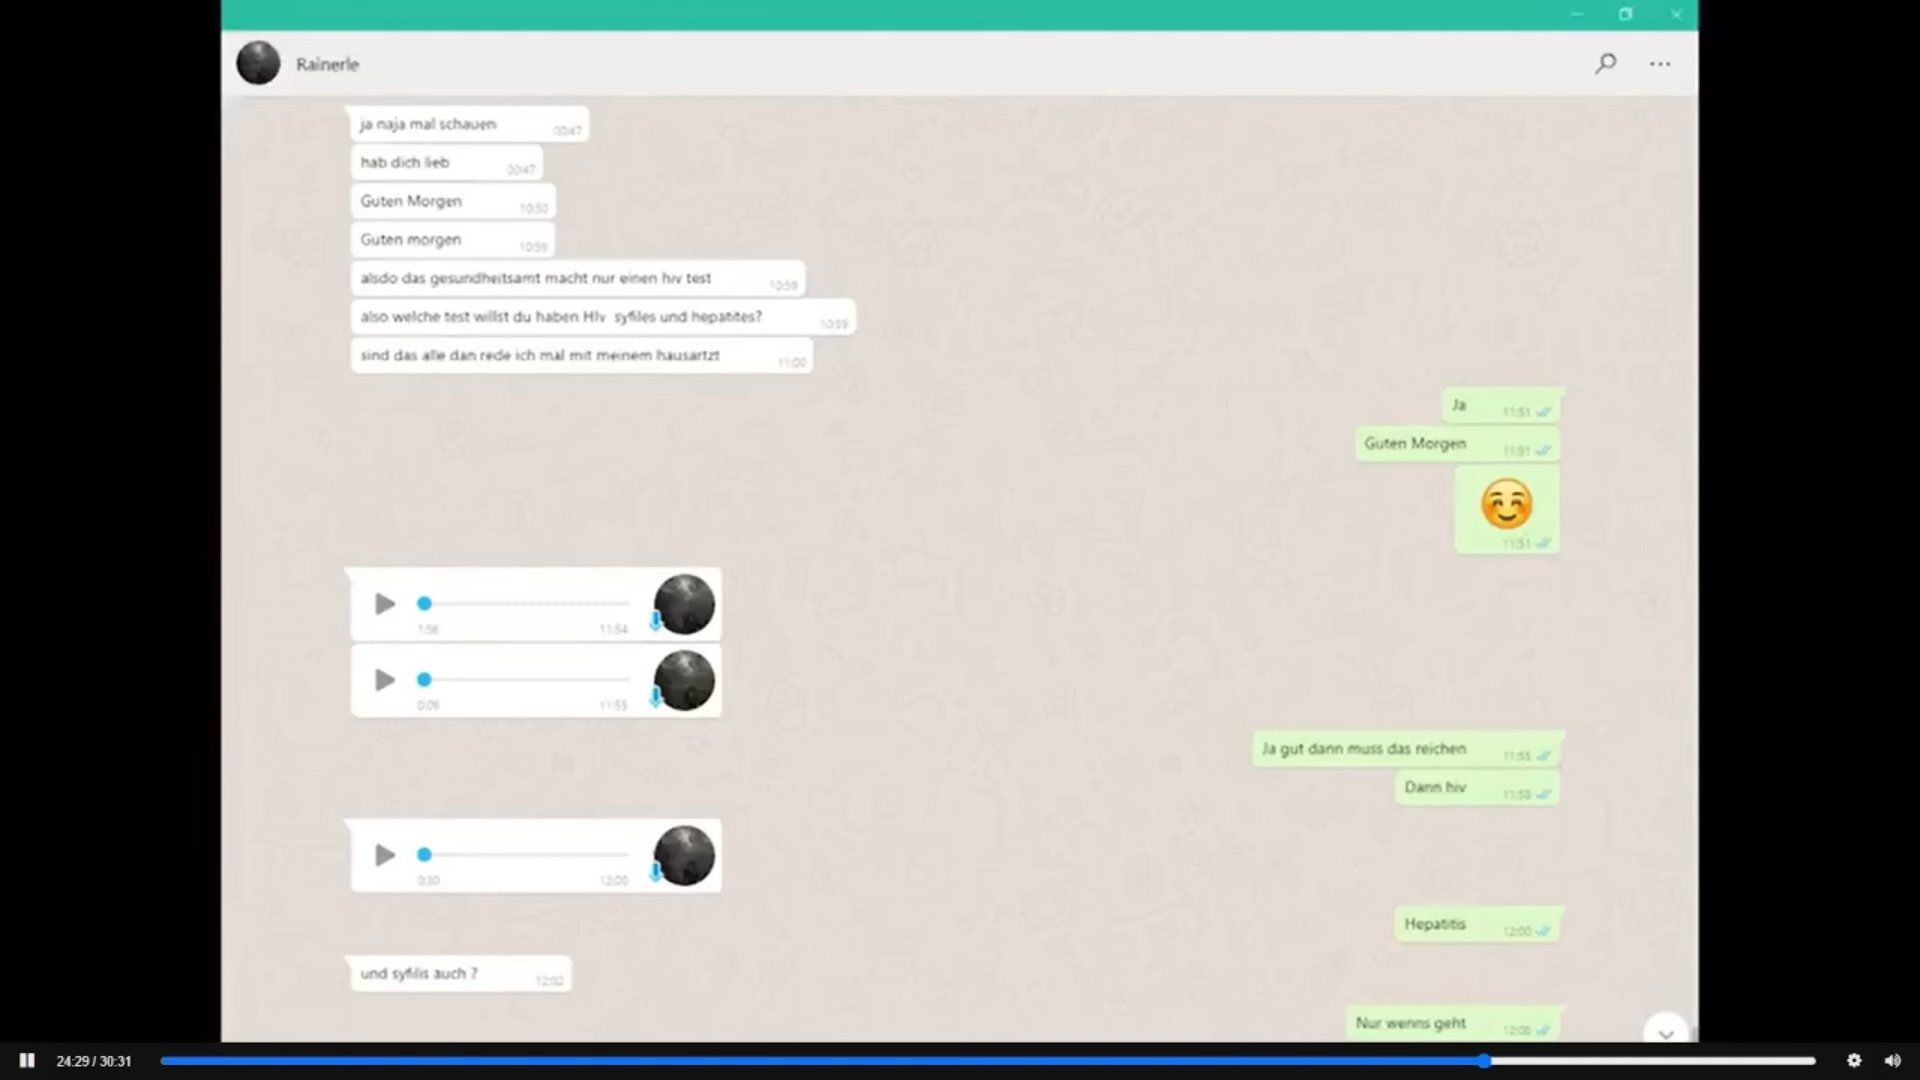 Rainerle
ja naja mal schauen 00:47
hab dich lieb 00:47
Guten Morgen 10:50
Guten morgen 10:59
alsdo das gesundheitsamt macht nur einen hiv test 10:59
also welche test willst du haben HIv syfiles und hepatites? 10:59
sind das alle dan rede ich mal mit meinem hausartzt 11:00
Ja 11:51
Guten Morgen 11:51
11:51
1:56 11:54
0:09 11:55
Ja gut dann muss das reichen 11:55
Dann hiv 11:58
0:30 12:00
Hepatitis 12:00
und syfilis auch ? 12:02
Nur wenns geht 12:06
24:29 / 30:31